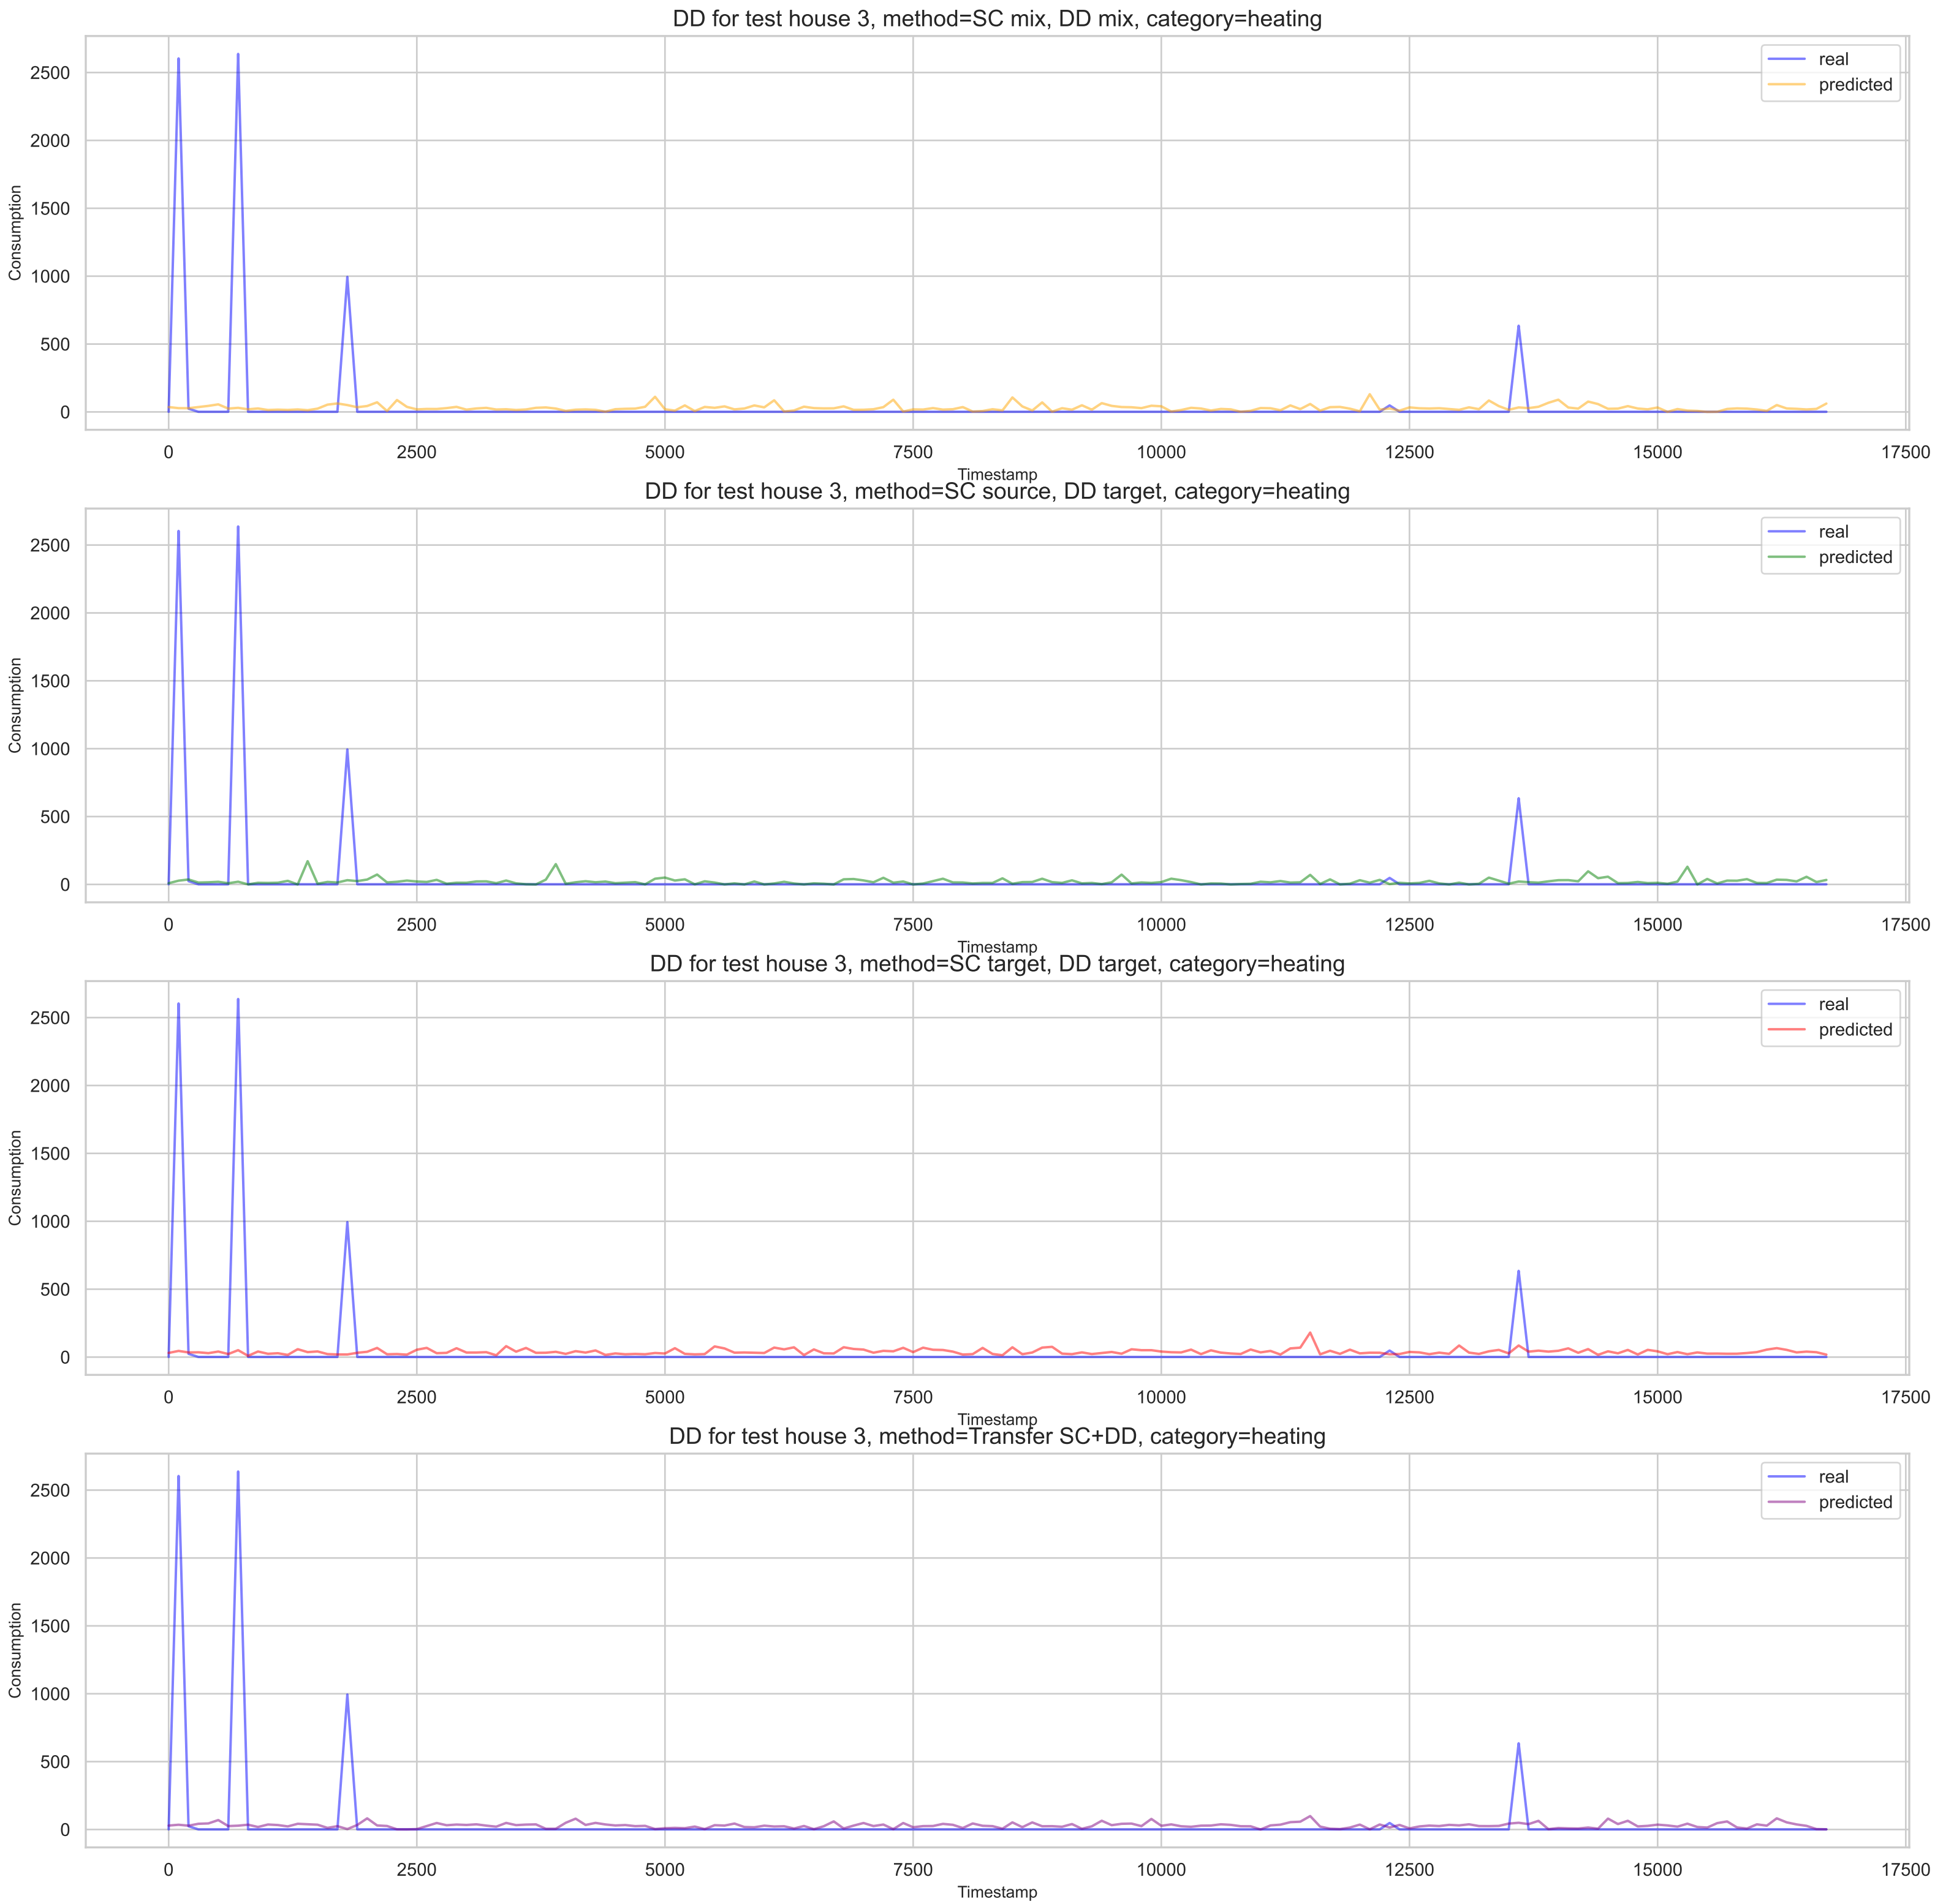 DD for test house 3, method=SC mix, DD mix, category=heating
real
predicted
2500
2000
1500
1000
500
0
Consumption
0 2500 5000 7500 10000 12500 15000 17500
Timestamp
DD for test house 3, method=SC source, DD target, category=heating
real
predicted
2500
2000
1500
1000
500
0
Consumption
0 2500 5000 7500 10000 12500 15000 17500
Timestamp
DD for test house 3, method=SC target, DD target, category=heating
real
predicted
2500
2000
1500
1000
500
0
Consumption
0 2500 5000 7500 10000 12500 15000 17500
Timestamp
DD for test house 3, method=Transfer SC+DD, category=heating
real
predicted
2500
2000
1500
1000
500
0
Consumption
0 2500 5000 7500 10000 12500 15000 17500
Timestamp